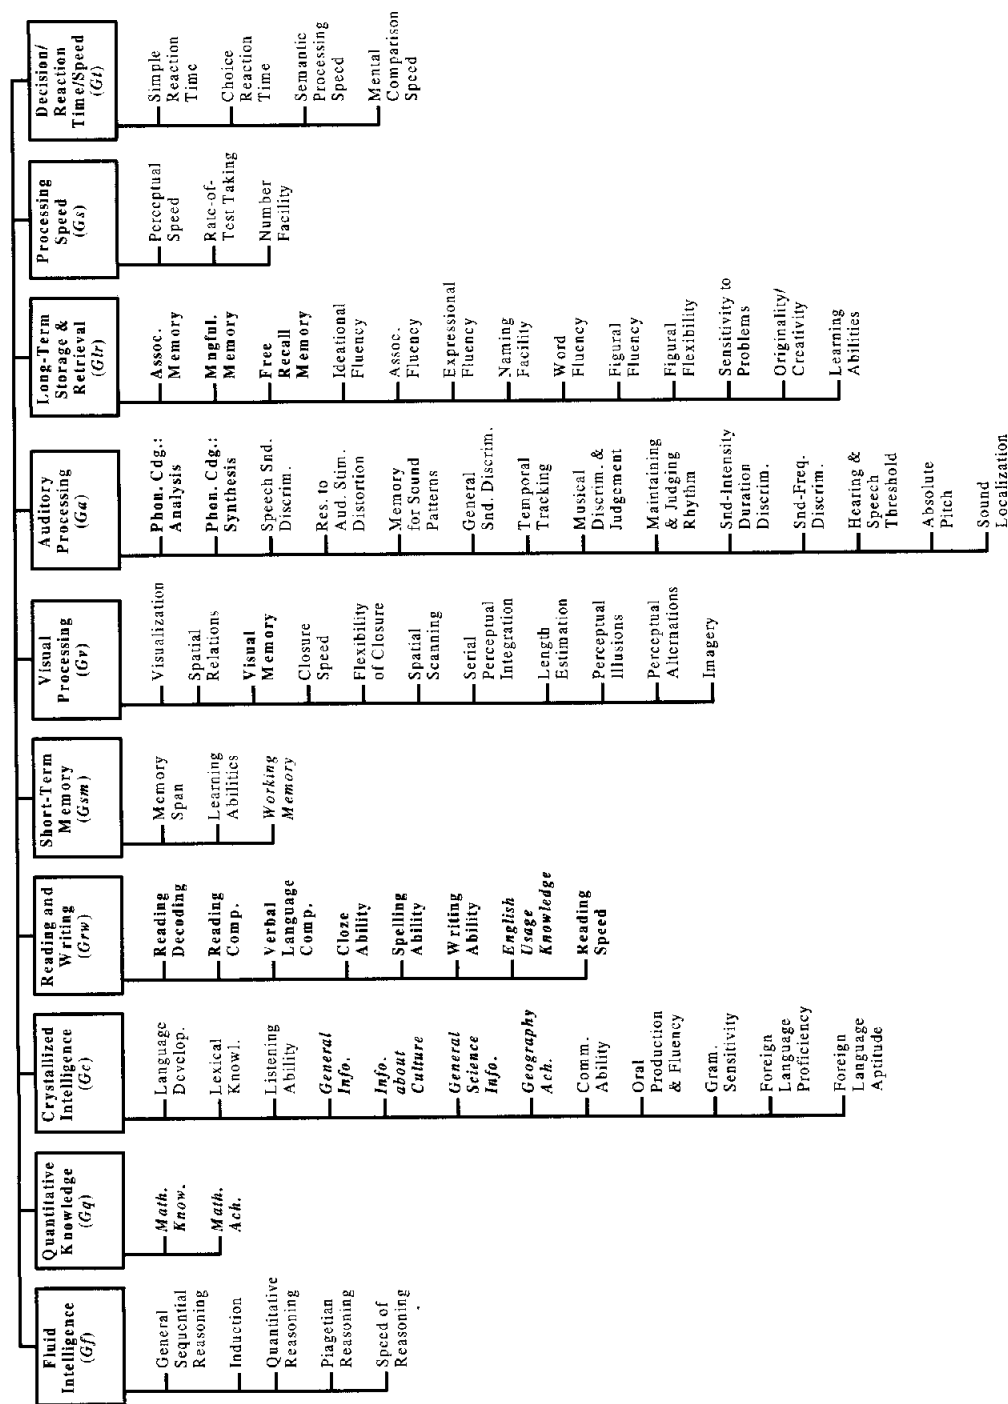 Fluid
Intelligence
(Gf)
General
Sequential
Reasoning
Induction
Quantitative
Reasoning
Piagetian
Reasoning
Speed of
Reasoning
Quantitative
Knowledge
(Gq)
Math.
Know.
Math.
Ach.
Crystallized
Intelligence
(Gc)
Language
Develop.
Lexical
Knowl.
Listening
Ability
General
Info.
Info.
about
Culture
General
Science
Info.
Geography
Ach.
Comm.
Ability
Oral
Production
& Fluency
Gram.
Sensitivity
Foreign
Language
Proficiency
Foreign
Language
Aptitude
Reading and
Writing
(Grw)
Reading
Decoding
Reading
Comp.
Verbal
Language
Comp.
Cloze
Ability
Spelling
Ability
Writing
Ability
English
Usage
Knowledge
Reading
Speed
Short-Term
Memory
(Gsm)
Memory
Span
Learning
Abilities
Working
Memory
Visual
Processing
(Gv)
Visualization
Spatial
Relations
Visual
Memory
Closure
Speed
Flexibility
of Closure
Spatial
Scanning
Serial
Perceptual
Integration
Length
Estimation
Perceptual
Illusions
Perceptual
Alternations
Imagery
Auditory
Processing
(Ga)
Phon. Cdg.:
Analysis
Phon. Cdg.:
Synthesis
Speech Snd.
Discrim.
Res. to
Aud. Stim.
Distortion
Memory
for Sound
Patterns
General
Snd. Discrim.
Temporal
Tracking
Musical
Discrim. &
Judgement
Maintaining
& Judging
Rhythm
Snd-Intensity
Duration
Discrim.
Snd-Freq.
Discrim.
Hearing &
Speech
Threshold
Absolute
Pitch
Sound
Localization
Long-Term
Storage &
Retrieval
(Glr)
Assoc.
Memory
Mngful.
Memory
Free
Recall
Memory
Ideational
Fluency
Assoc.
Fluency
Expressional
Fluency
Naming
Facility
Word
Fluency
Figural
Fluency
Figural
Flexibility
Sensitivity to
Problems
Originality/
Creativity
Learning
Abilities
Processing
Speed
(Gs)
Perceptual
Speed
Rate-of-
Test Taking
Number
Facility
Decision/
Reaction
Time/Speed
(Gt)
Simple
Reaction
Time
Choice
Reaction
Time
Semantic
Processing
Speed
Mental
Comparison
Speed